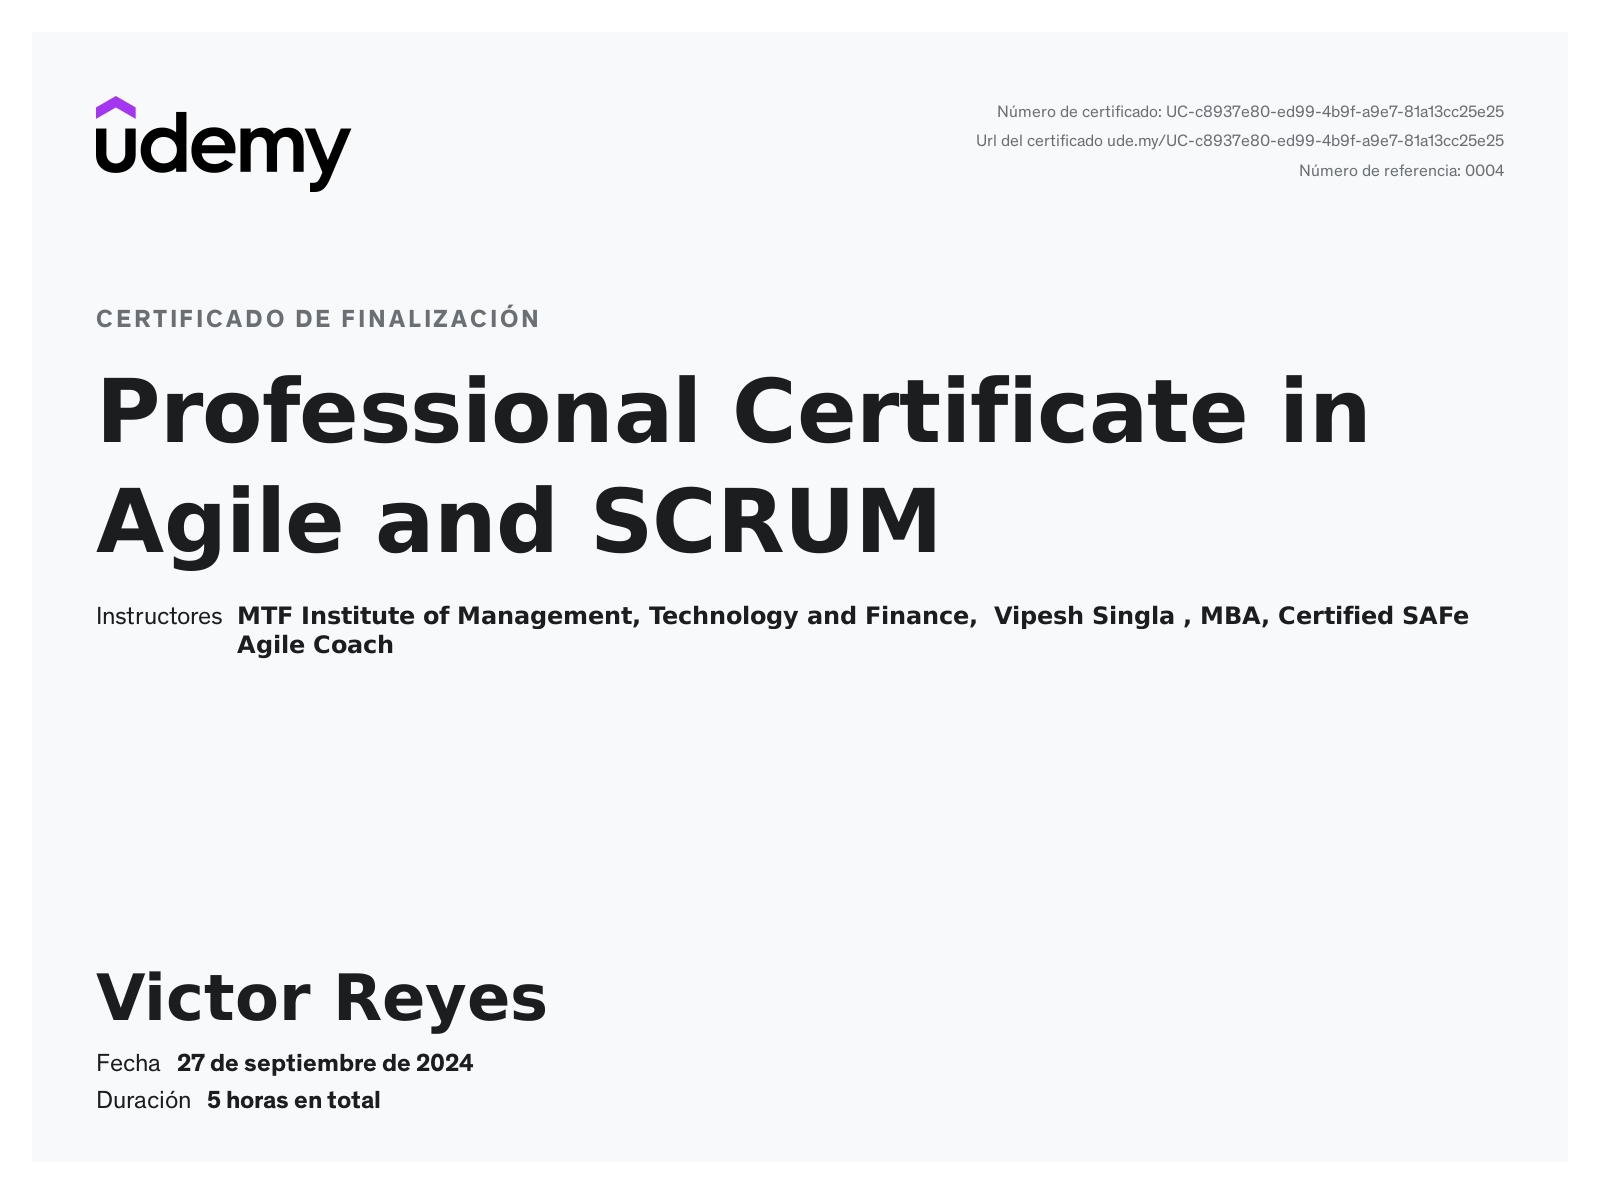 udemy
Número de certificado: UC-c8937e80-ed99-4b9f-a9e7-81a13cc25e25
Url del certificado ude.my/UC-c8937e80-ed99-4b9f-a9e7-81a13cc25e25
Número de referencia: 0004
CERTIFICADO DE FINALIZACIÓN
Professional Certificate in
Agile and SCRUM
Instructores MTF Institute of Management, Technology and Finance, Vipesh Singla , MBA, Certified SAFe
Agile Coach
Victor Reyes
Fecha 27 de septiembre de 2024
Duración 5 horas en total